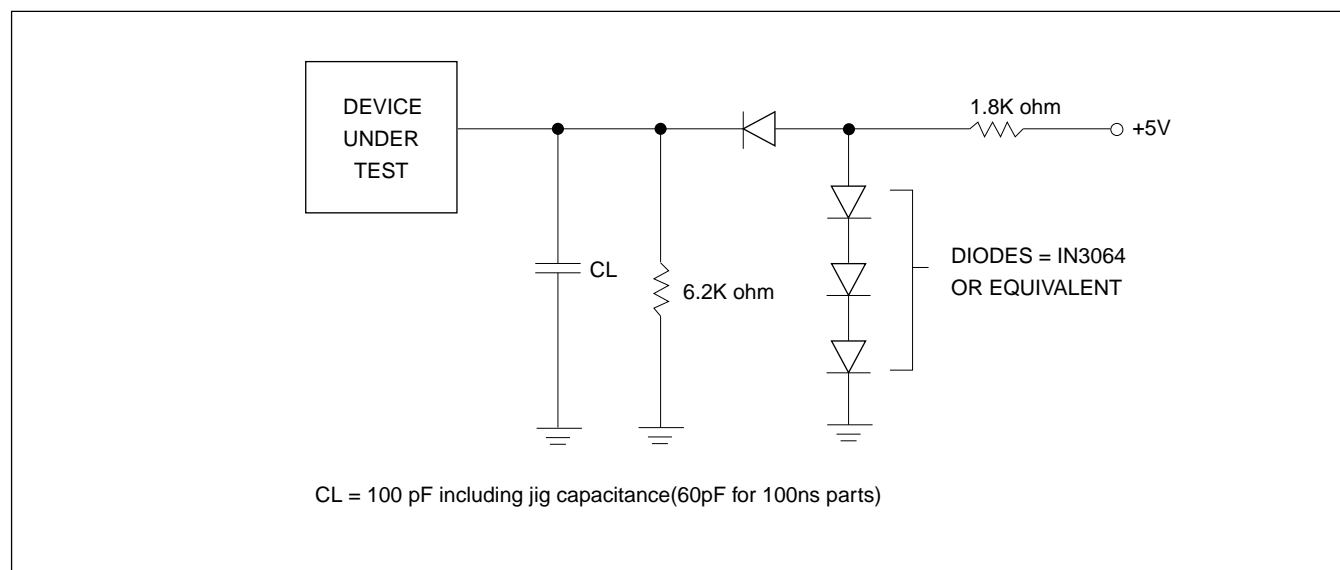 DEVICE
UNDER
TEST
1.8K ohm
+5V
CL
6.2K ohm
DIODES = IN3064
OR EQUIVALENT
CL = 100 pF including jig capacitance(60pF for 100ns parts)